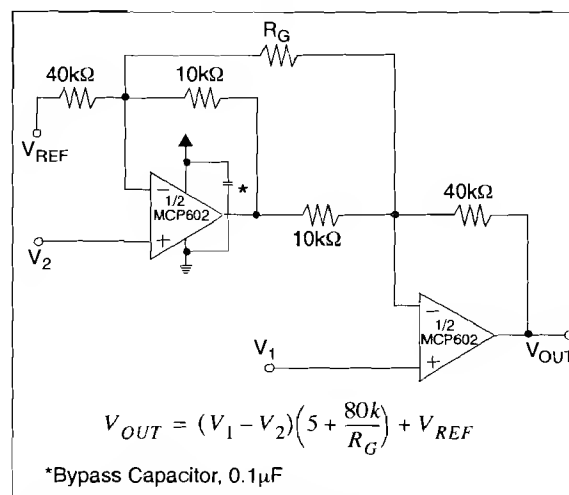 R_G
40kΩ 10kΩ
V_REF
*
–
1/2
MCP602
+
V_2
10kΩ
40kΩ
–
1/2
MCP602
+
V_1
V_OUT
V_OUT = (V_1 – V_2)(5 + 80k/R_G) + V_REF
*Bypass Capacitor, 0.1µF